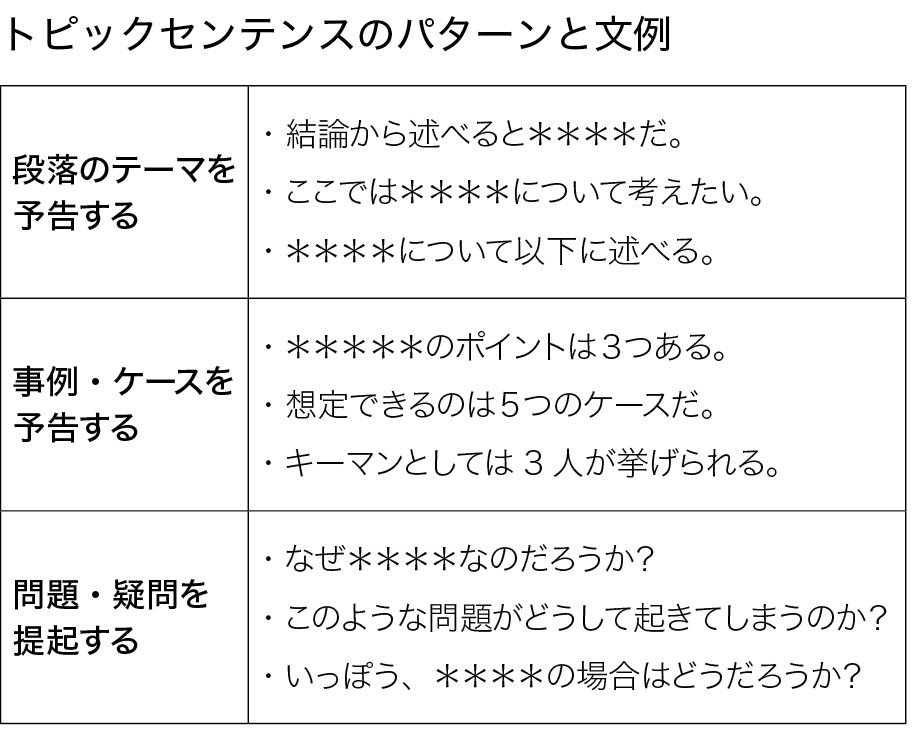 トピックセンテンスのパターンと文例
段落のテーマを
予告する
・結論から述べると＊＊＊＊だ。
・ここでは＊＊＊＊について考えたい。
・＊＊＊＊について以下に述べる。
事例・ケースを
予告する
・＊＊＊＊＊のポイントは3つある。
・想定できるのは5つのケースだ。
・キーマンとしては 3 人が挙げられる。
問題・疑問を
提起する
・なぜ＊＊＊＊なのだろうか?
・このような問題がどうして起きてしまうのか?
・いっぽう、＊＊＊＊の場合はどうだろうか?